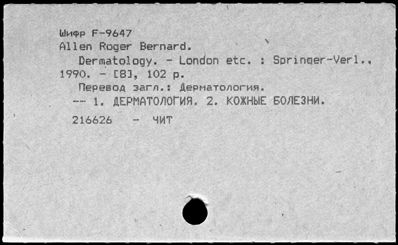 Шифр F-9647
Allen Roger Bernard.
Dermatology. - London etc. : Springer-Verl.,
1990. - [8], 102 p.
Перевод загл.: Дерматология.
-- 1. ДЕРМАТОЛОГИЯ. 2. КОЖНЫЕ БОЛЕЗНИ.
216626 - ЧИТ